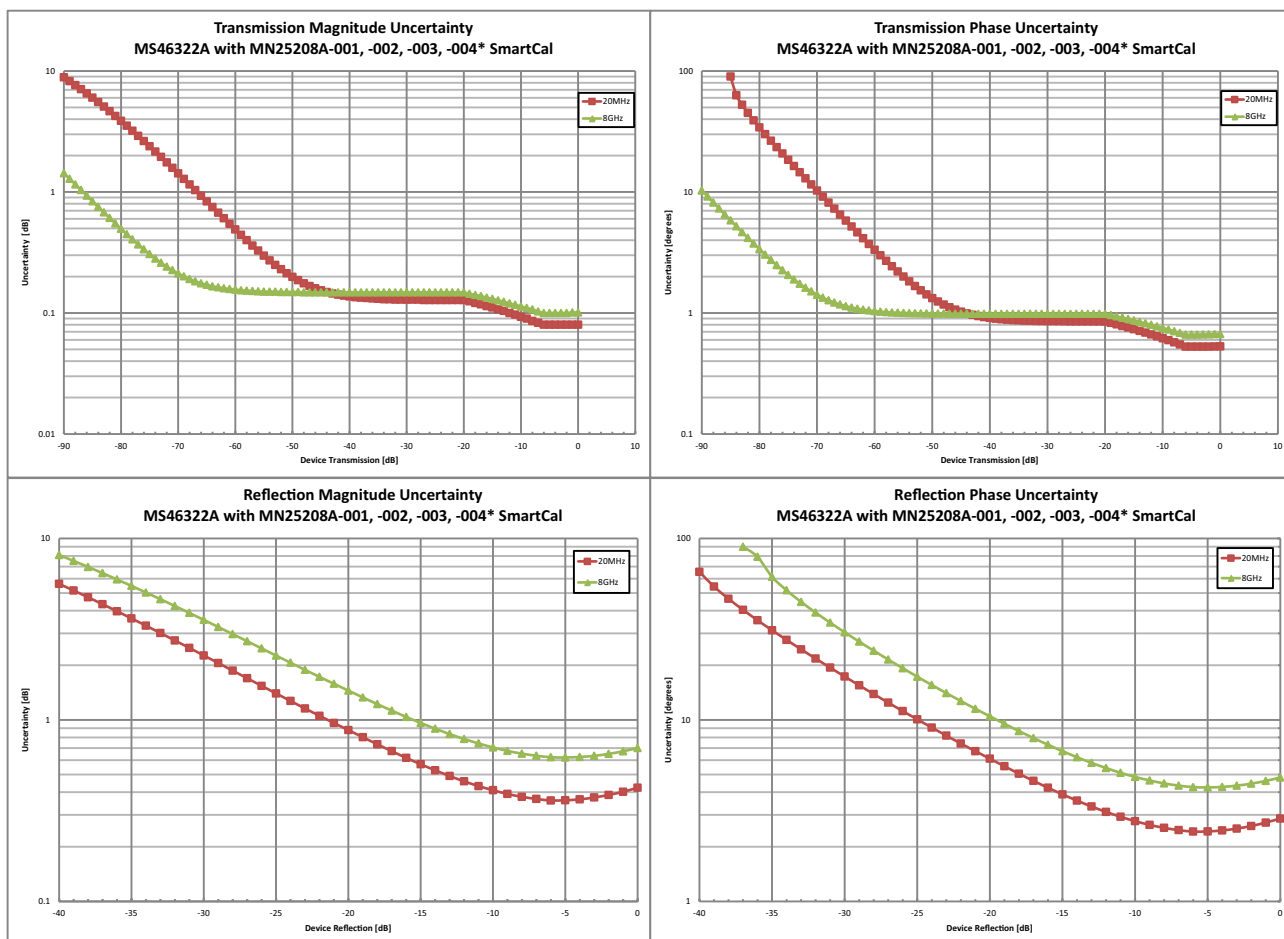 Transmission Magnitude Uncertainty
MS46322A with MN25208A-001, -002, -003, -004* SmartCal
10
1
0.1
0.01
Uncertainty [dB]
20MHz
8GHz
-90 -80 -70 -60 -50 -40 -30 -20 -10 0 10
Device Transmission [dB]
Transmission Phase Uncertainty
MS46322A with MN25208A-001, -002, -003, -004* SmartCal
100
10
1
0.1
Uncertainty [degrees]
20MHz
8GHz
-90 -80 -70 -60 -50 -40 -30 -20 -10 0 10
Device Transmission [dB]
Reflection Magnitude Uncertainty
MS46322A with MN25208A-001, -002, -003, -004* SmartCal
10
1
0.1
Uncertainty [dB]
20MHz
8GHz
-40 -35 -30 -25 -20 -15 -10 -5 0
Device Reflection [dB]
Reflection Phase Uncertainty
MS46322A with MN25208A-001, -002, -003, -004* SmartCal
100
10
1
Uncertainty [degrees]
20MHz
8GHz
-40 -35 -30 -25 -20 -15 -10 -5 0
Device Reflection [dB]